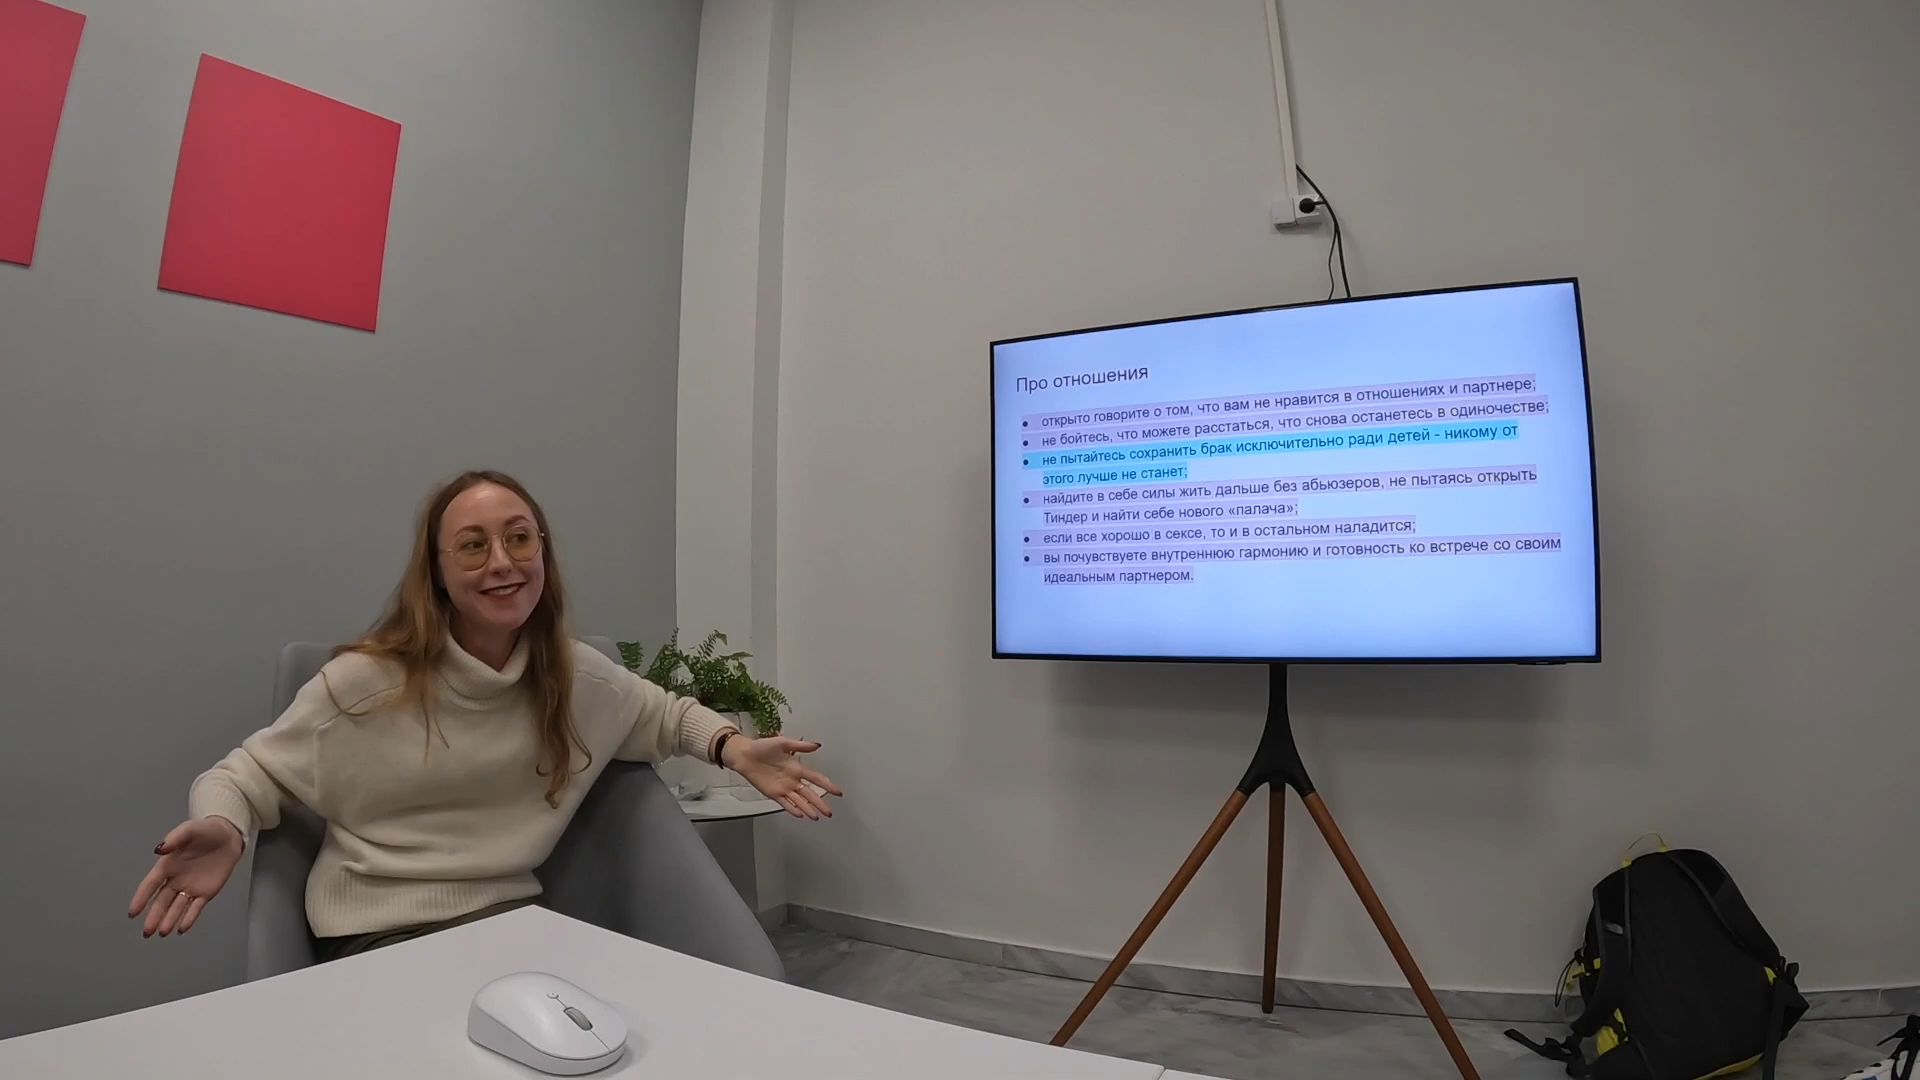 Про отношения
● открыто говорите о том, что вам не нравится в отношениях и партнере;
● не бойтесь, что можете расстаться, что снова останетесь в одиночестве;
● не пытайтесь сохранить брак исключительно ради детей - никому от
этого лучше не станет;
● найдите в себе силы жить дальше без абьюзеров, не пытаясь открыть
Тиндер и найти себе нового «палача»;
● если все хорошо в сексе, то и в остальном наладится;
● вы почувствуете внутреннюю гармонию и готовность ко встрече со своим
идеальным партнером.